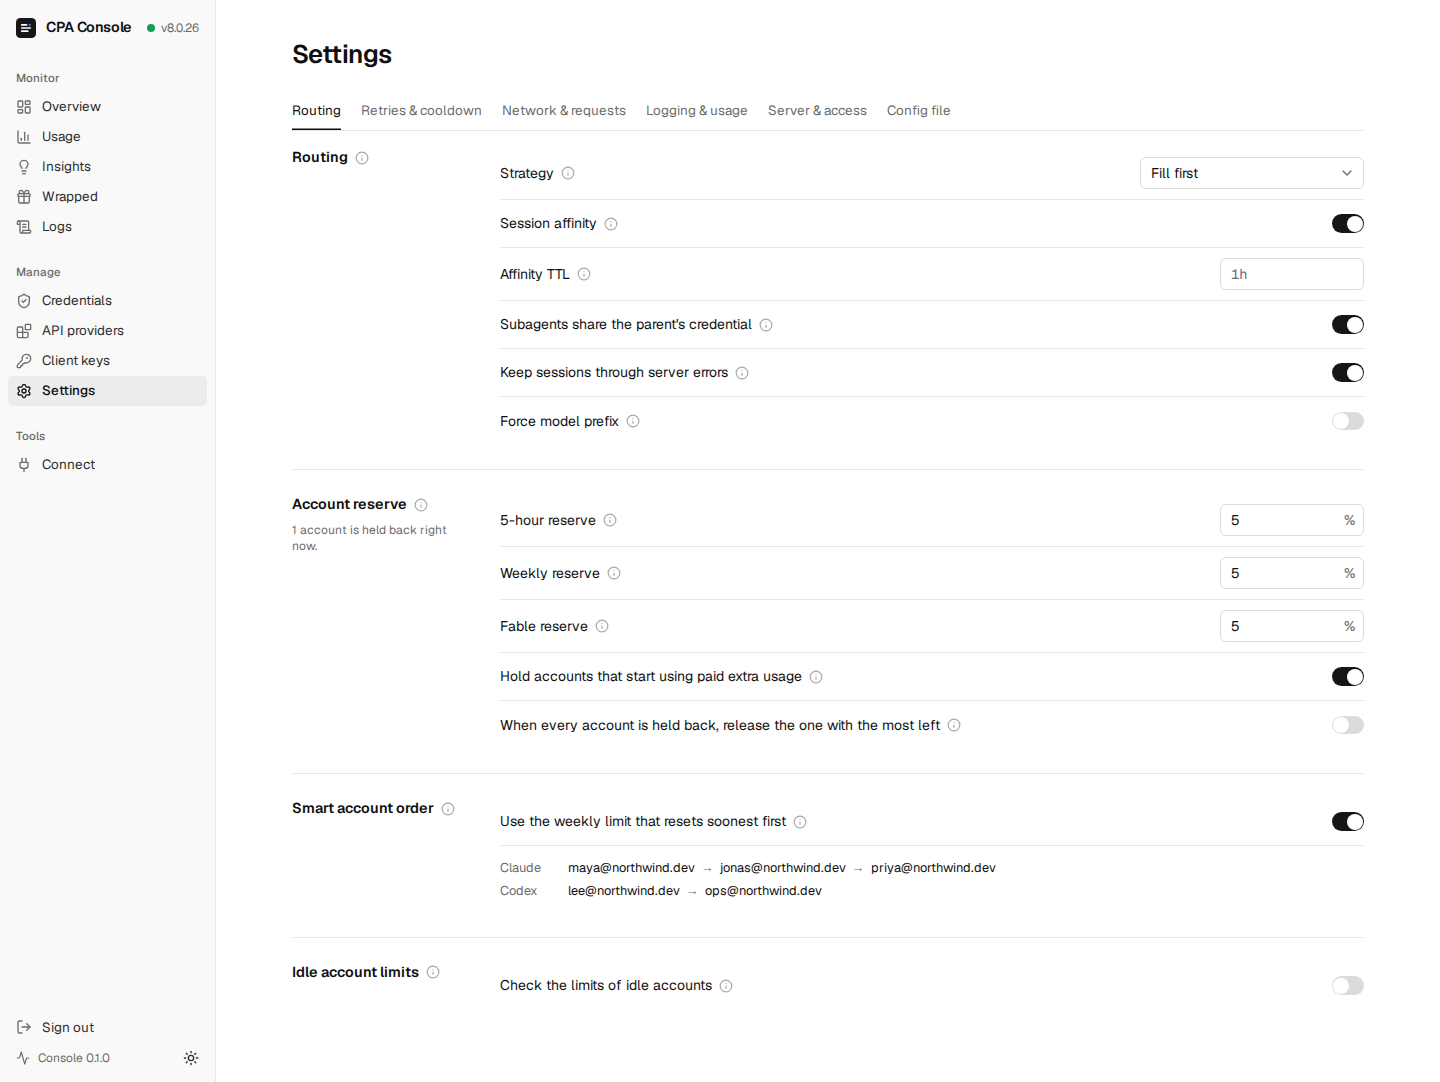 CPA Console v8.0.26
Monitor
Overview
Usage
Insights
Wrapped
Logs
Manage
Credentials
API providers
Client keys
Settings
Tools
Connect
Sign out
Console 0.1.0
Settings
Routing Retries & cooldown Network & requests Logging & usage Server & access Config file
Routing
Strategy Fill first
Session affinity
Affinity TTL 1h
Subagents share the parent's credential
Keep sessions through server errors
Force model prefix
Account reserve
1 account is held back right
now.
5-hour reserve 5 %
Weekly reserve 5 %
Fable reserve 5 %
Hold accounts that start using paid extra usage
When every account is held back, release the one with the most left
Smart account order
Use the weekly limit that resets soonest first
Claude maya@northwind.dev → jonas@northwind.dev → priya@northwind.dev
Codex lee@northwind.dev → ops@northwind.dev
Idle account limits
Check the limits of idle accounts